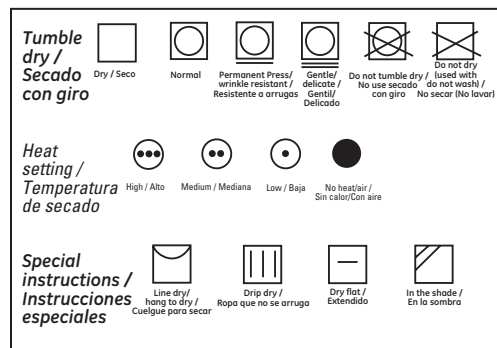 Tumble
dry /
Secado
con giro
Dry / Seco
Normal
Permanent Press/
wrinkle resistant /
Resistente a arrugas
Gentle/
delicate /
Gentil/
Delicado
Do not tumble dry /
No use secado
con giro
Do not dry
(used with
do not wash) /
No secar (No lavar)
Heat
setting /
Temperatura
de secado
High / Alto
Medium / Mediana
Low / Baja
No heat/air /
Sin calor/Con aire
Special
instructions /
Instrucciones
especiales
Line dry/
hang to dry /
Cuelgue para secar
Drip dry /
Ropa que no se arruga
Dry flat /
Extendido
In the shade /
En la sombra